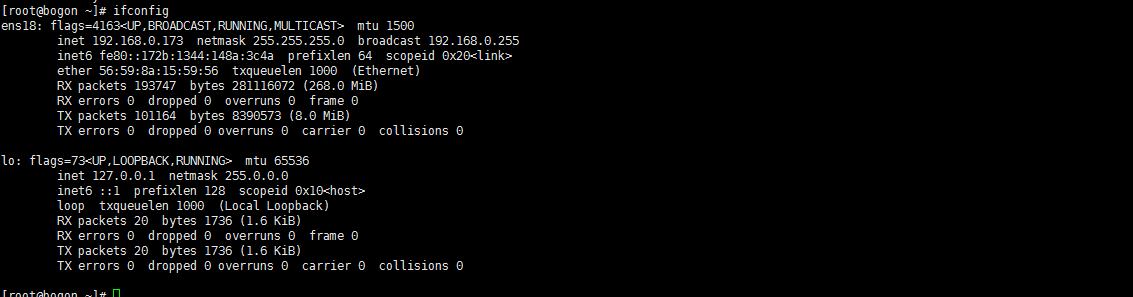 [root@bogon ~]# ifconfig
ens18: flags=4163<UP,BROADCAST,RUNNING,MULTICAST>  mtu 1500
        inet 192.168.0.173  netmask 255.255.255.0  broadcast 192.168.0.255
        inet6 fe80::172b:1344:148a:3c4a  prefixlen 64  scopeid 0x20<link>
        ether 56:59:8a:15:59:56  txqueuelen 1000  (Ethernet)
        RX packets 193747  bytes 281116072 (268.0 MiB)
        RX errors 0  dropped 0  overruns 0  frame 0
        TX packets 101164  bytes 8390573 (8.0 MiB)
        TX errors 0  dropped 0 overruns 0  carrier 0  collisions 0

lo: flags=73<UP,LOOPBACK,RUNNING>  mtu 65536
        inet 127.0.0.1  netmask 255.0.0.0
        inet6 ::1  prefixlen 128  scopeid 0x10<host>
        loop  txqueuelen 1000  (Local Loopback)
        RX packets 20  bytes 1736 (1.6 KiB)
        RX errors 0  dropped 0  overruns 0  frame 0
        TX packets 20  bytes 1736 (1.6 KiB)
        TX errors 0  dropped 0 overruns 0  carrier 0  collisions 0

[root@bogon ~]#